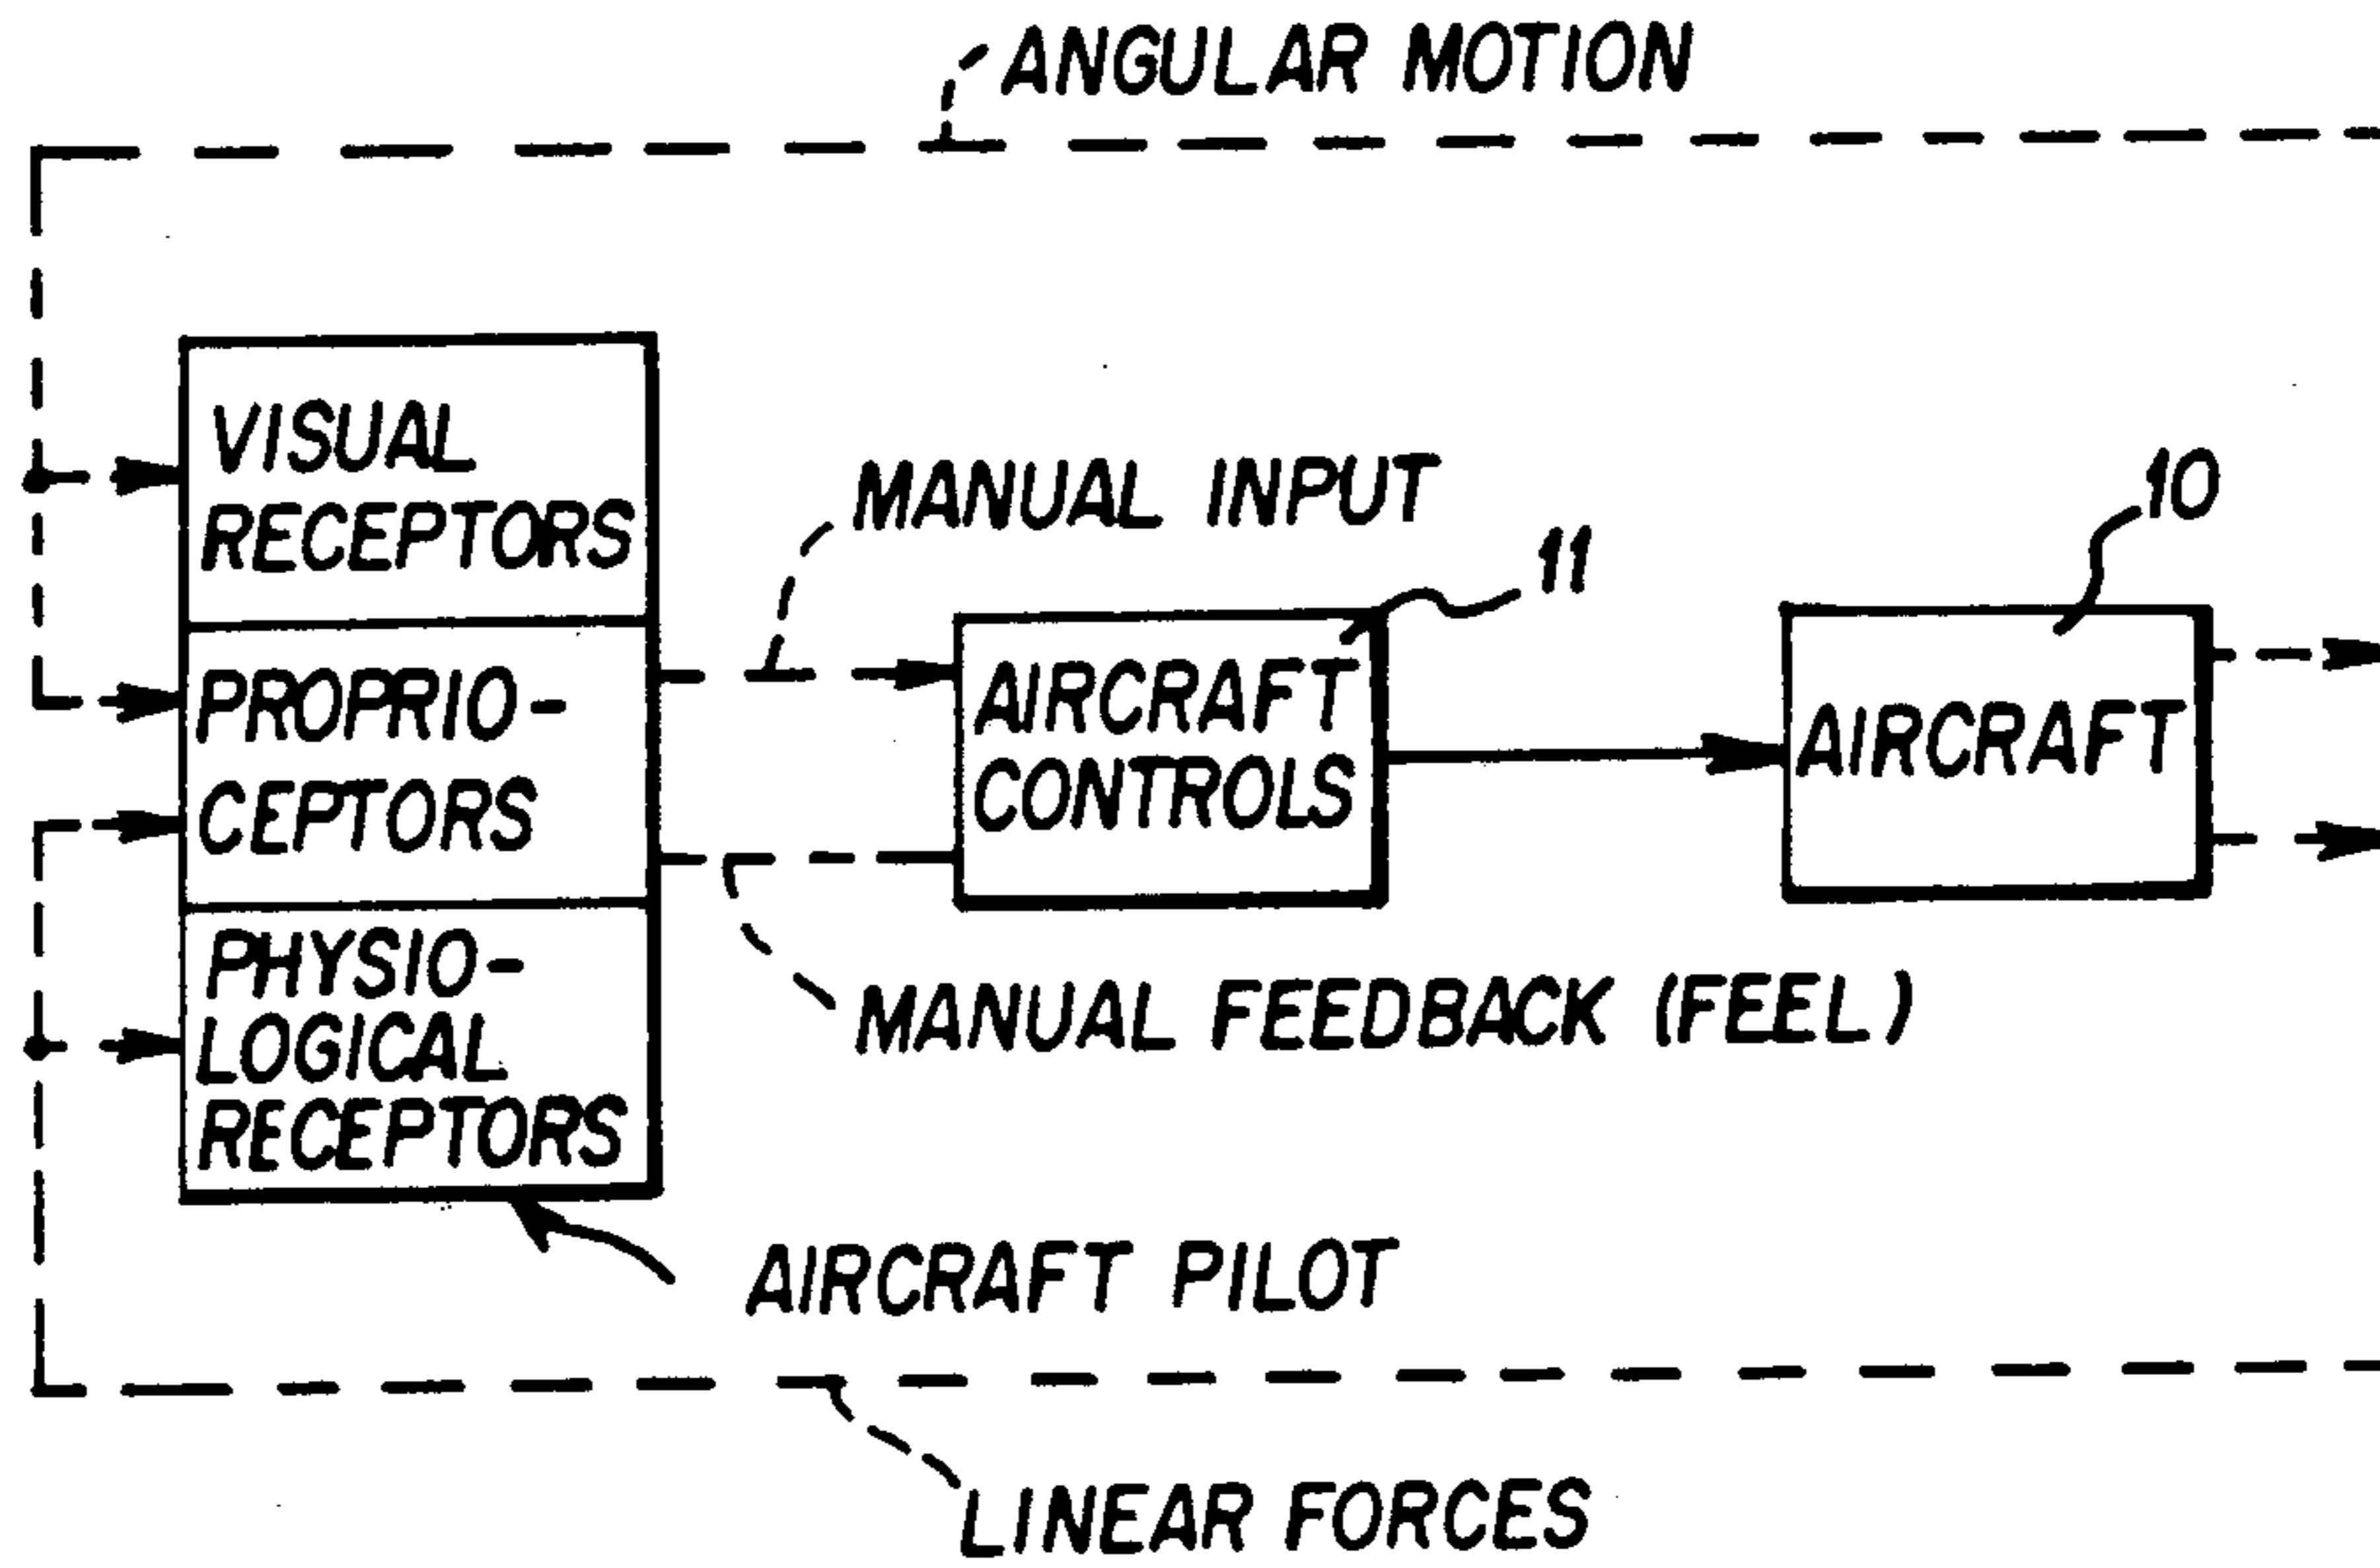 ANGULAR MOTION
VISUAL
RECEPTORS
PROPRIO-
CEPTORS
PHYSIO-
LOGICAL
RECEPTORS
MANUAL INPUT
11
AIRCRAFT
CONTROLS
10
AIRCRAFT
MANUAL FEEDBACK (FEEL)
AIRCRAFT PILOT
LINEAR FORCES